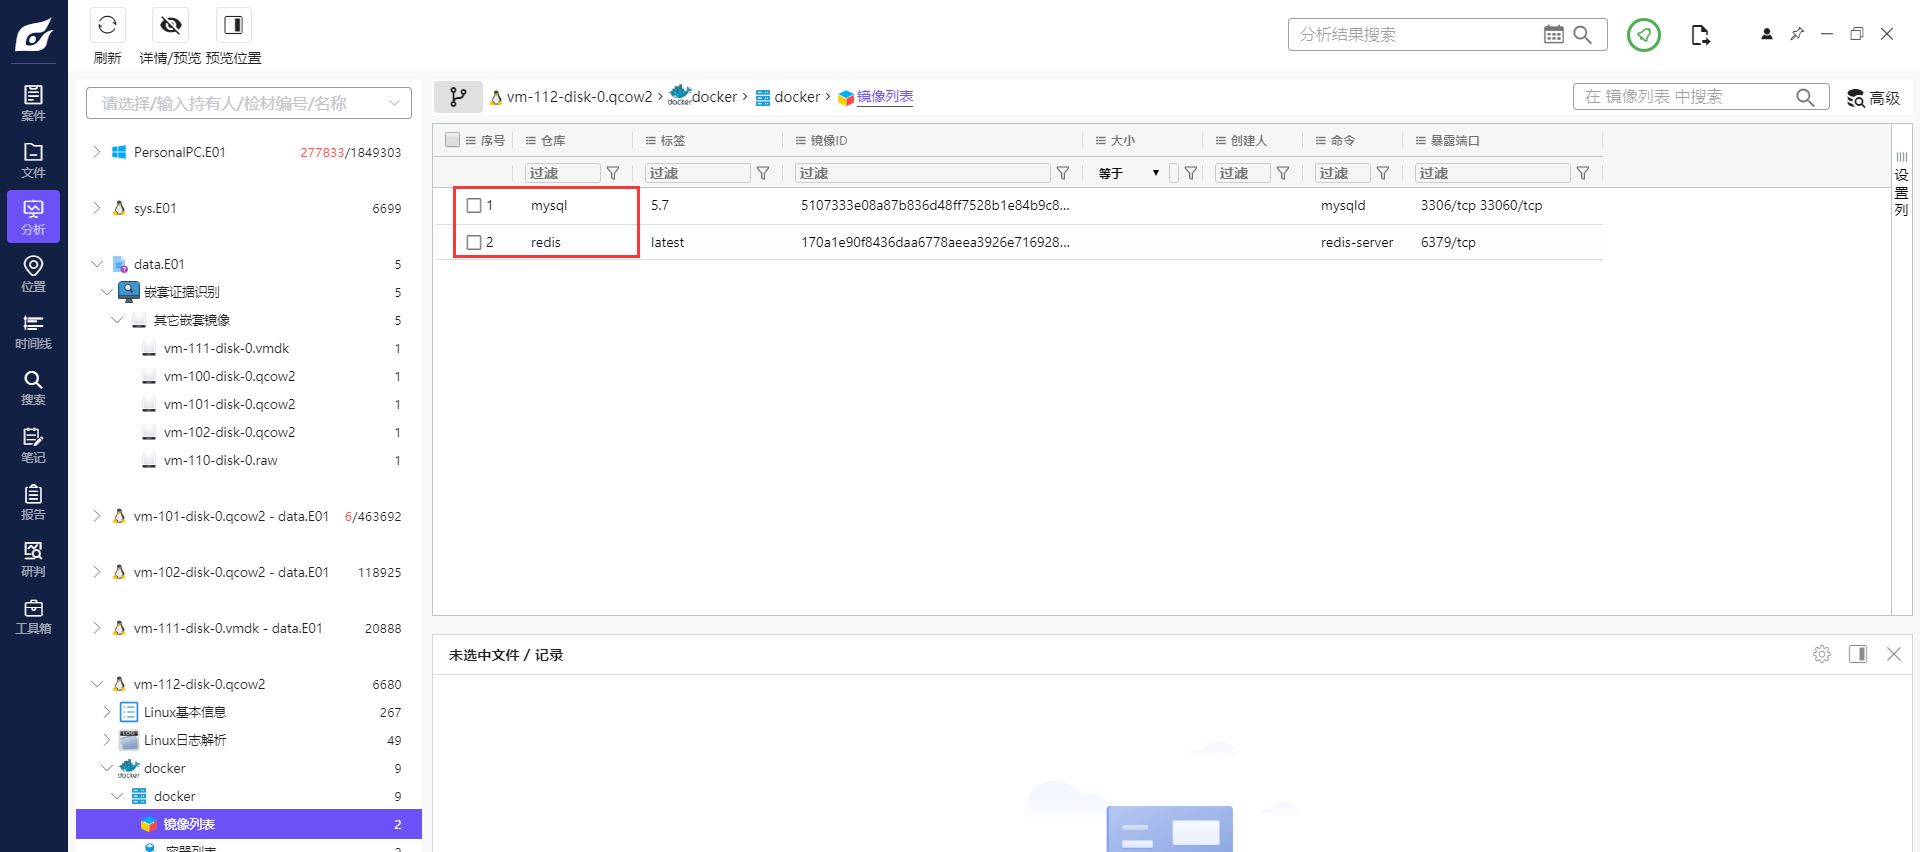 刷新
详情/预览
预览位置
分析结果搜索
案件
文件
分析
位置
时间线
搜索
笔记
报告
研判
工具箱
请选择/输入持有人/检材编号/名称
PersonalPC.E01 277833/1849303
sys.E01 6699
data.E01 5
嵌套证据识别 5
其它嵌套镜像 5
vm-111-disk-0.vmdk 1
vm-100-disk-0.qcow2 1
vm-101-disk-0.qcow2 1
vm-102-disk-0.qcow2 1
vm-110-disk-0.raw 1
vm-101-disk-0.qcow2 - data.E01 6/463692
vm-102-disk-0.qcow2 - data.E01 118925
vm-111-disk-0.vmdk - data.E01 20888
vm-112-disk-0.qcow2 6680
Linux基本信息 267
Linux日志解析 49
docker 9
docker 9
镜像列表 2
vm-112-disk-0.qcow2 > docker > docker > 镜像列表
在 镜像列表 中搜索
高级
序号 仓库 标签 镜像ID 大小 创建人 命令 暴露端口
过滤 过滤 过滤 等于 过滤 过滤 过滤
1 mysql 5.7 5107333e08a87b836d48ff7528b1e84b9c8... mysqld 3306/tcp 33060/tcp
2 redis latest 170a1e90f8436daa6778aeea3926e716928... redis-server 6379/tcp
设置列
未选中文件 / 记录